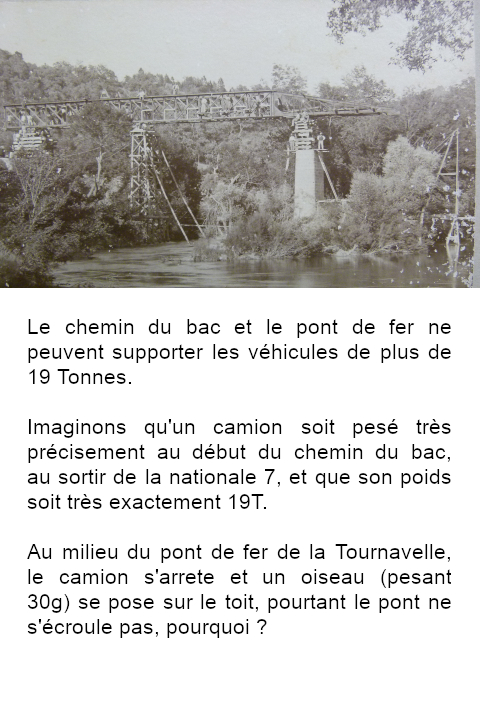 Le chemin du bac et le pont de fer ne
peuvent supporter les véhicules de plus de
19 Tonnes.
Imaginons qu'un camion soit pesé très
précisement au début du chemin du bac,
au sortir de la nationale 7, et que son poids
soit très exactement 19T.
Au milieu du pont de fer de la Tournavelle,
le camion s'arrete et un oiseau (pesant
30g) se pose sur le toit, pourtant le pont ne
s'écroule pas, pourquoi ?